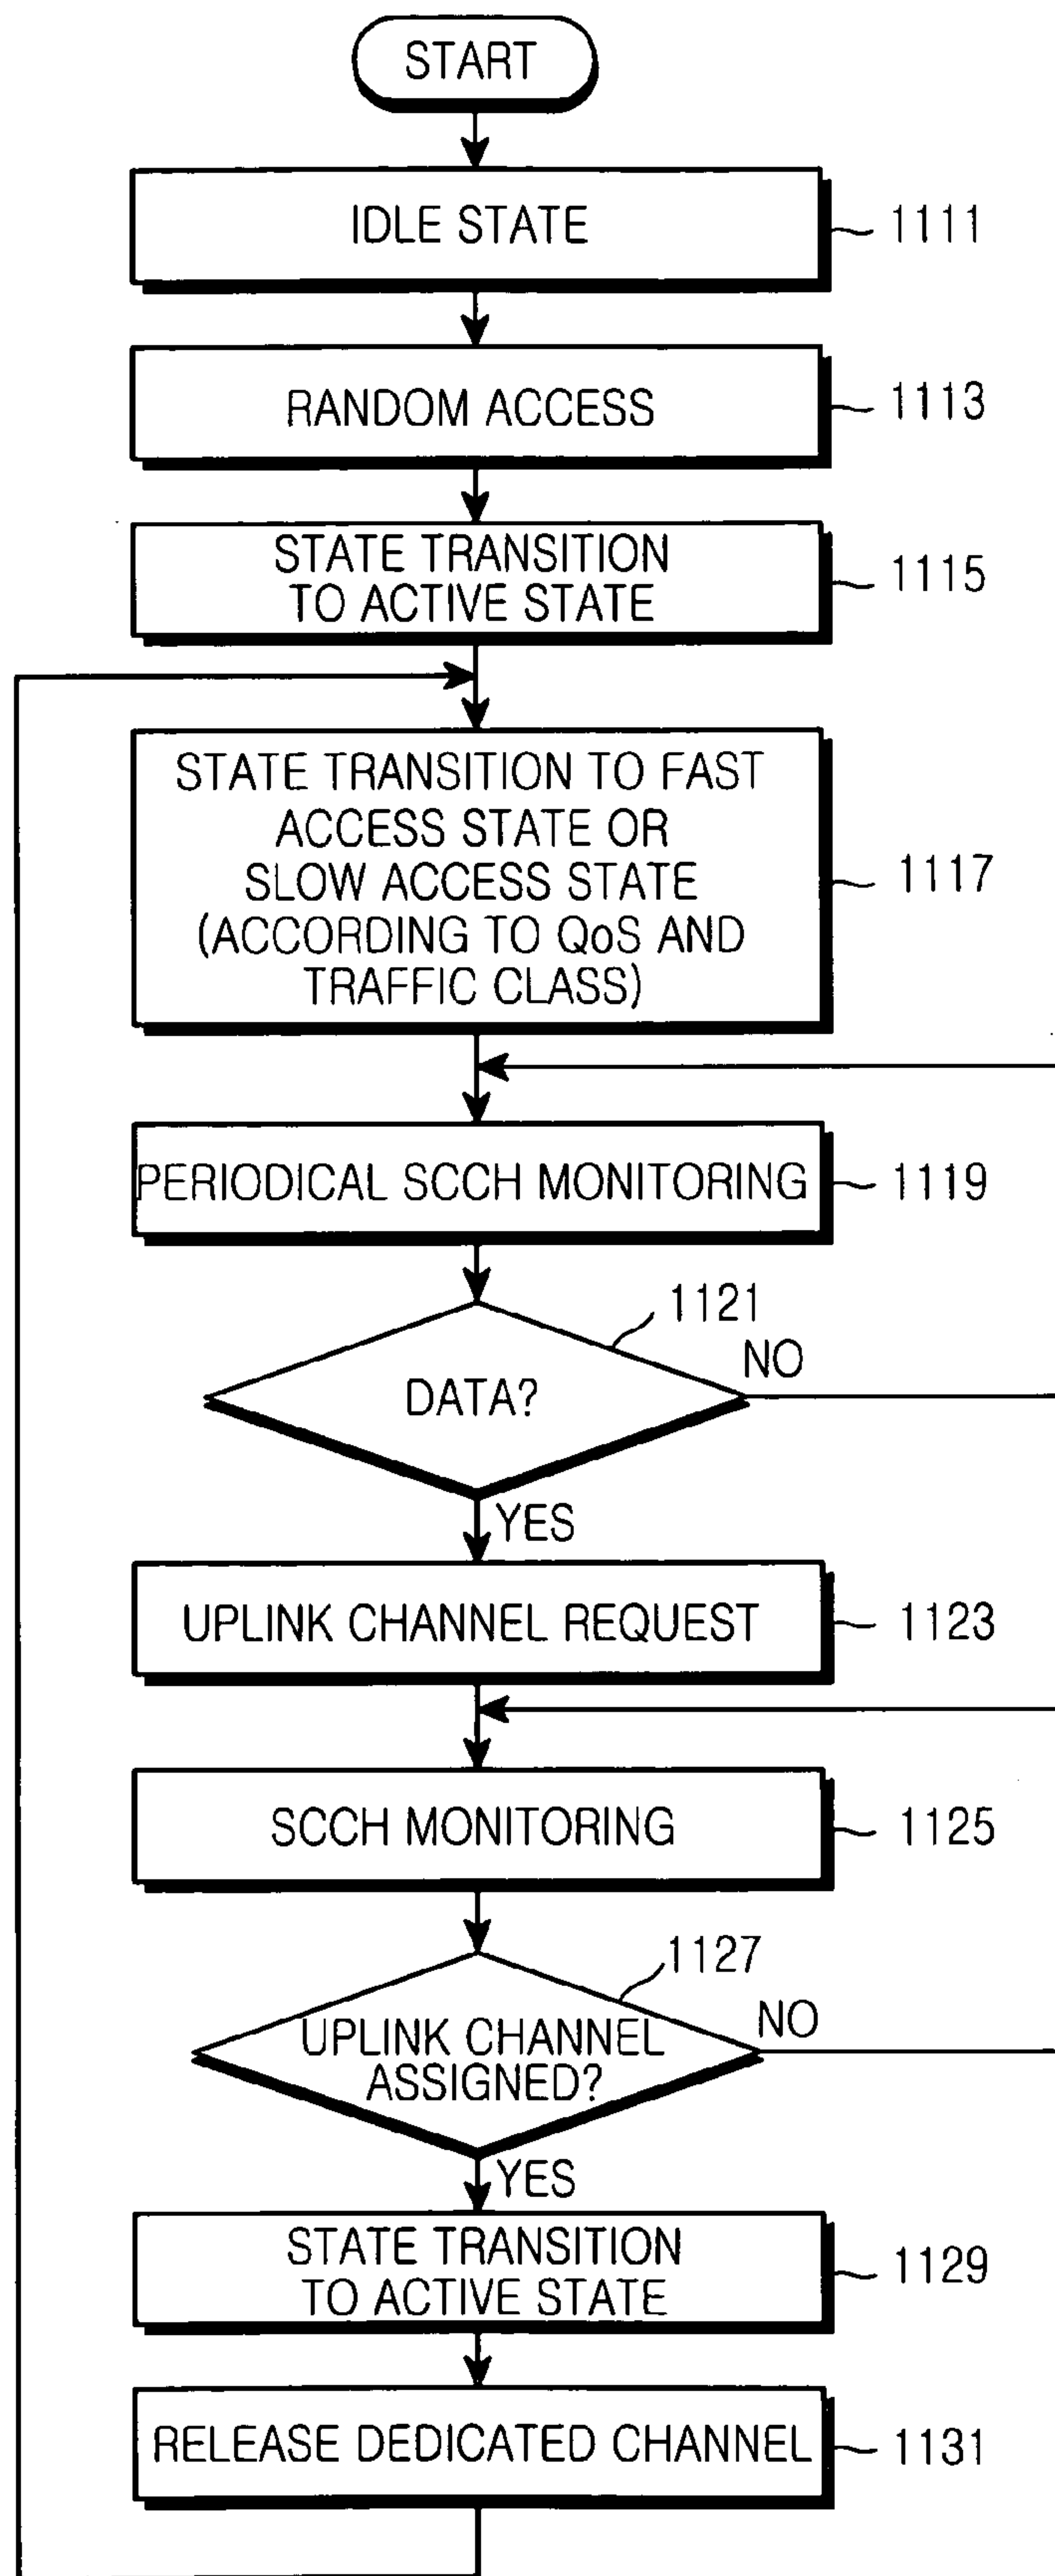 START
IDLE STATE
1111
RANDOM ACCESS
1113
STATE TRANSITION
TO ACTIVE STATE
1115
STATE TRANSITION TO FAST
ACCESS STATE OR
SLOW ACCESS STATE
(ACCORDING TO QoS AND
TRAFFIC CLASS)
1117
PERIODICAL SCCH MONITORING
1119
1121
NO
DATA?
YES
UPLINK CHANNEL REQUEST
1123
SCCH MONITORING
1125
1127
NO
UPLINK CHANNEL
ASSIGNED?
YES
STATE TRANSITION
TO ACTIVE STATE
1129
RELEASE DEDICATED CHANNEL
1131